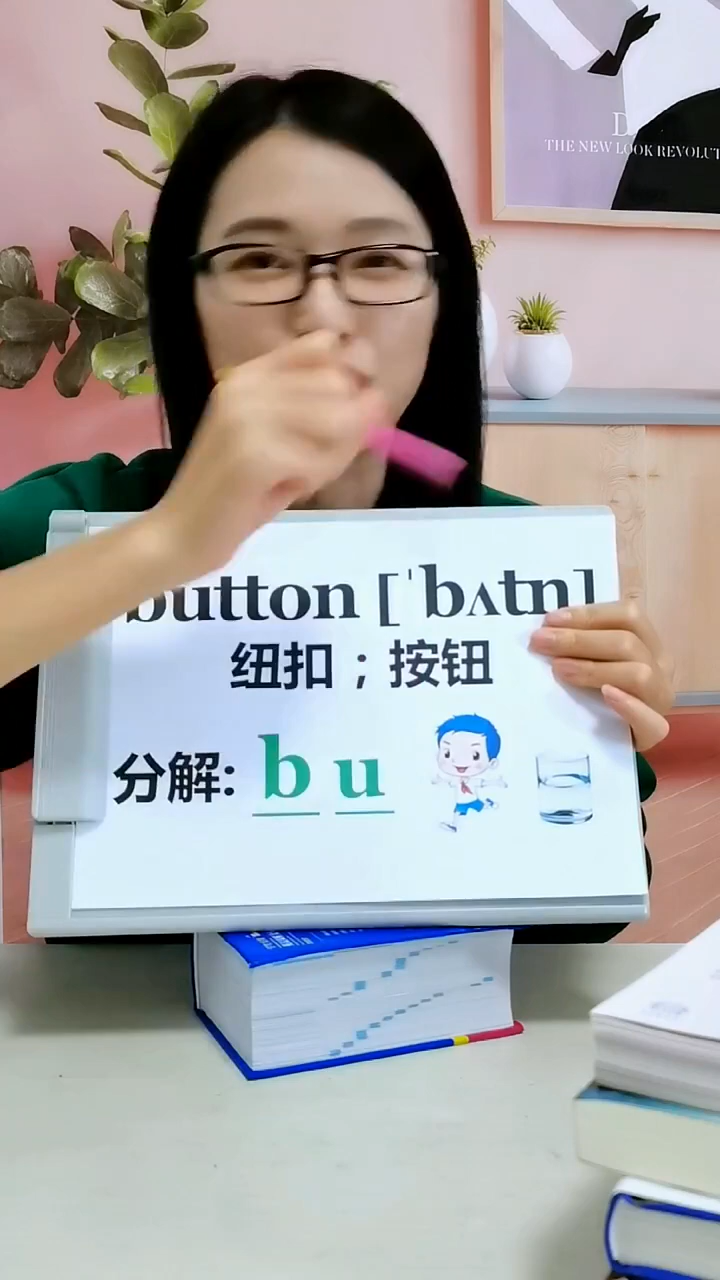 THE NEW LOOK REVOLUT
button [ˈbʌtn]
纽扣；按钮
分解: b u